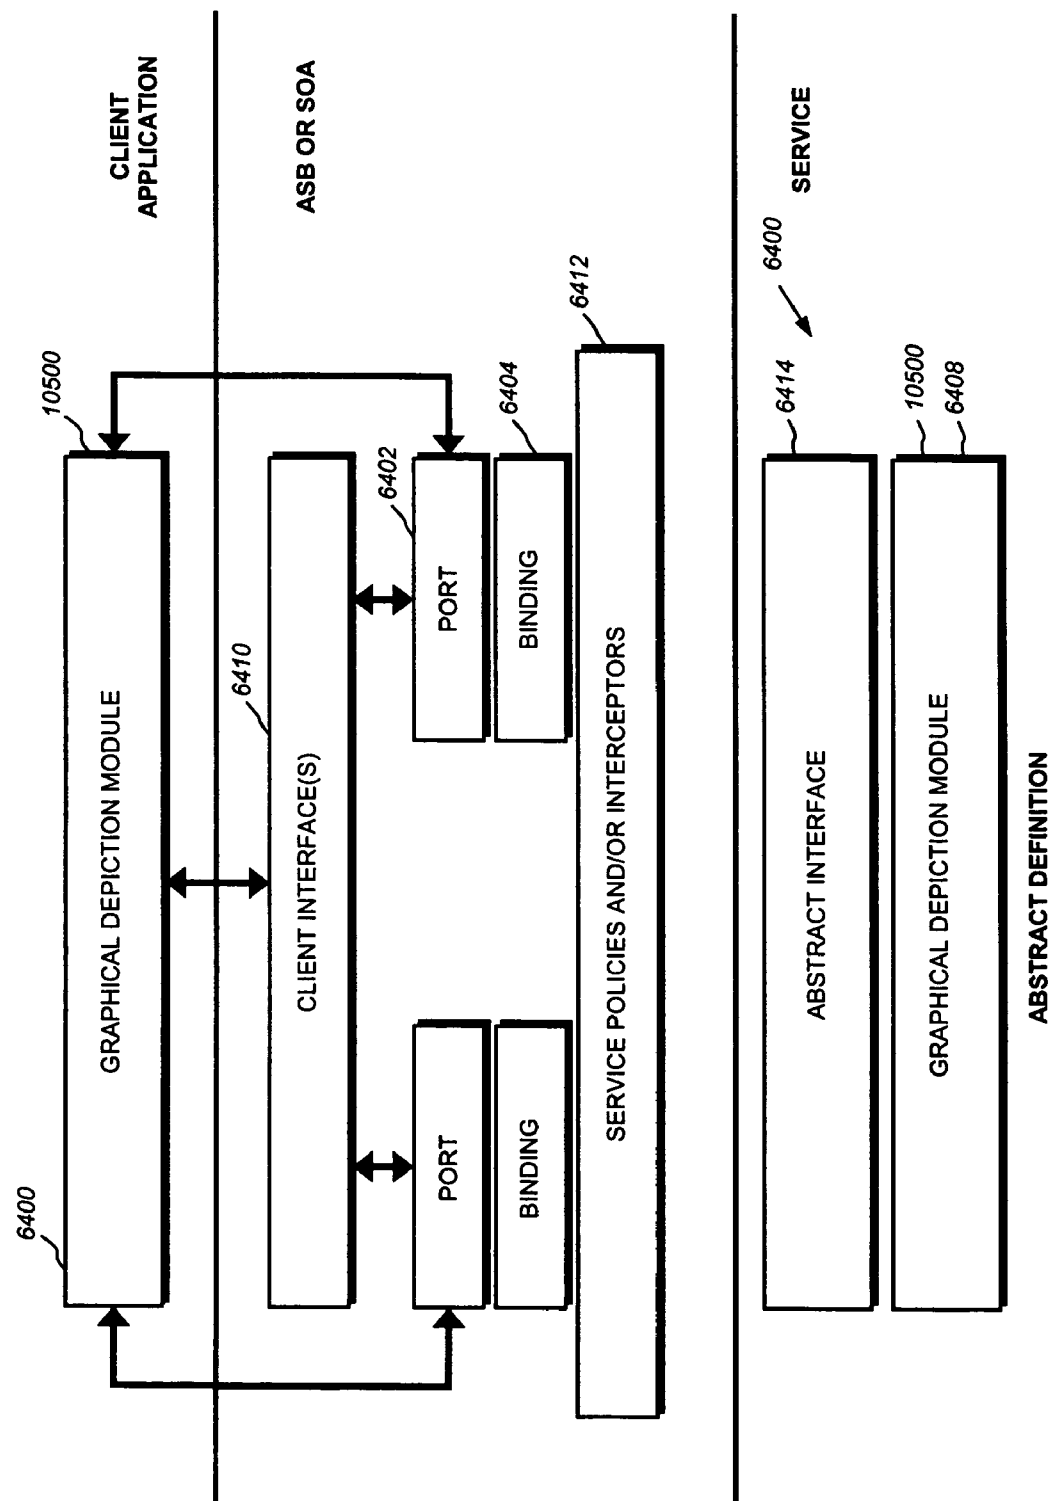 CLIENT
APPLICATION
6400
10500
GRAPHICAL DEPICTION MODULE
ASB OR SOA
6410
CLIENT INTERFACE(S)
6402
PORT
PORT
6404
BINDING
BINDING
6412
SERVICE POLICIES AND/OR INTERCEPTORS
SERVICE
6400
6414
ABSTRACT INTERFACE
10500
6408
GRAPHICAL DEPICTION MODULE
ABSTRACT DEFINITION